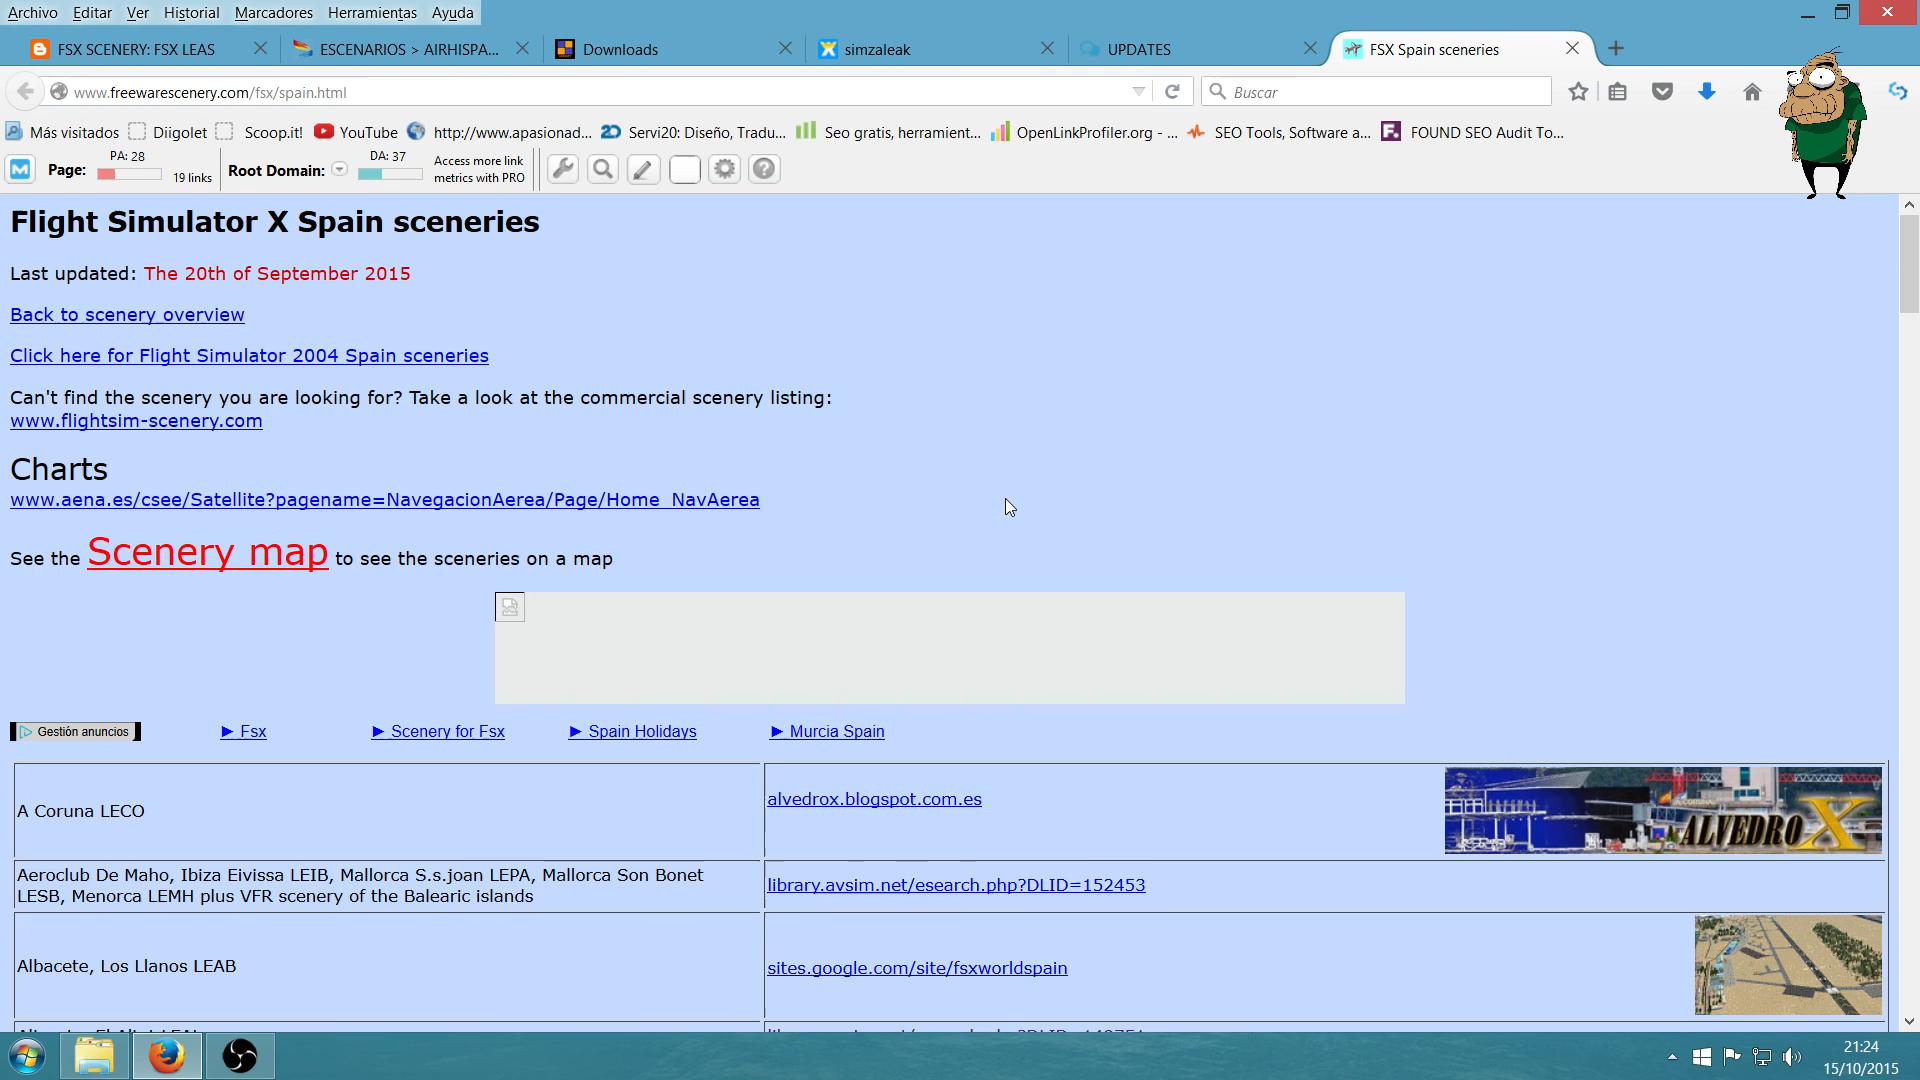 Archivo Editar Ver Historial Marcadores Herramientas Ayuda
FSX SCENERY: FSX LEAS
ESCENARIOS > AIRHISPA...
Downloads
simzaleak
UPDATES
FSX Spain sceneries
www.freewarescenery.com/fsx/spain.html
Buscar
Más visitados
Diigolet
Scoop.it!
YouTube
http://www.apasionad...
Servi20: Diseño, Tradu...
Seo gratis, herramient...
OpenLinkProfiler.org - ...
SEO Tools, Software a...
FOUND SEO Audit To...
Page:
PA: 28
19 links
Root Domain:
DA: 37
Access more link
metrics with PRO
Flight Simulator X Spain sceneries
Last updated: The 20th of September 2015
Back to scenery overview
Click here for Flight Simulator 2004 Spain sceneries
Can't find the scenery you are looking for? Take a look at the commercial scenery listing:
www.flightsim-scenery.com
Charts
www.aena.es/csee/Satellite?pagename=NavegacionAerea/Page/Home_NavAerea
See the Scenery map to see the sceneries on a map
Gestión anuncios
► Fsx
► Scenery for Fsx
► Spain Holidays
► Murcia Spain
A Coruna LECO
alvedrox.blogspot.com.es
ALVEDRO X
Aeroclub De Maho, Ibiza Eivissa LEIB, Mallorca S.s.joan LEPA, Mallorca Son Bonet
LESB, Menorca LEMH plus VFR scenery of the Balearic islands
library.avsim.net/esearch.php?DLID=152453
Albacete, Los Llanos LEAB
sites.google.com/site/fsxworldspain
21:24
15/10/2015